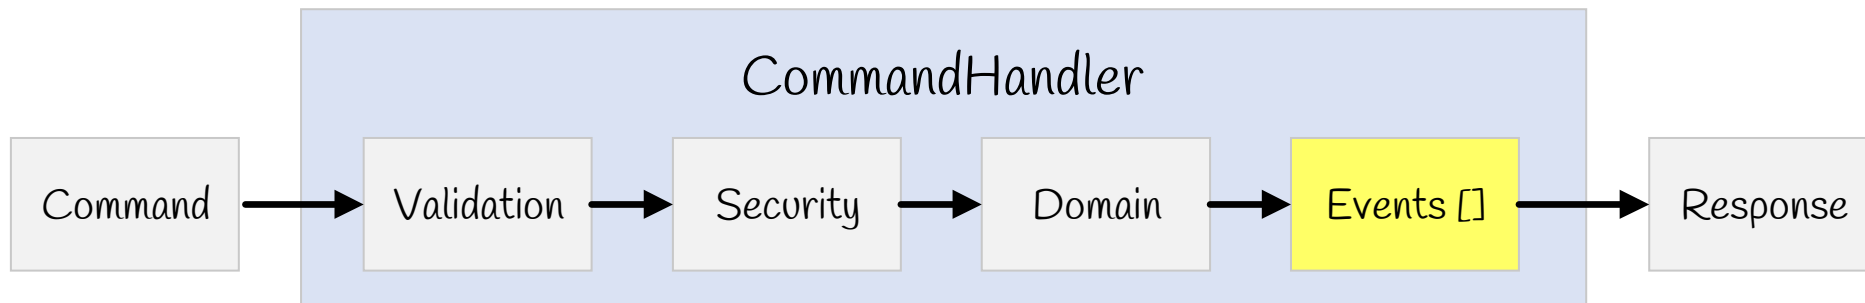 CommandHandler
Command
Validation
Security
Domain
Events []
Response